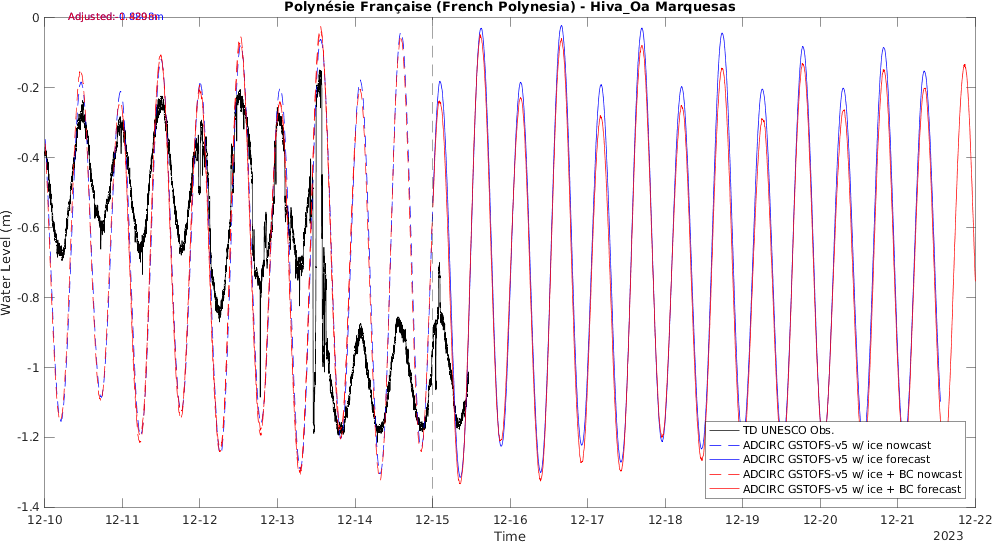 Polynésie Française (French Polynesia) - Hiva_Oa Marquesas
Adjusted:
0
-0.2
-0.4
-0.6
-0.8
-1
-1.2
-1.4
Water Level (m)
TD UNESCO Obs.
ADCIRC GSTOFS-v5 w/ ice nowcast
ADCIRC GSTOFS-v5 w/ ice forecast
ADCIRC GSTOFS-v5 w/ ice + BC nowcast
ADCIRC GSTOFS-v5 w/ ice + BC forecast
12-10 12-11 12-12 12-13 12-14 12-15 12-16 12-17 12-18 12-19 12-20 12-21 12-22
Time
2023